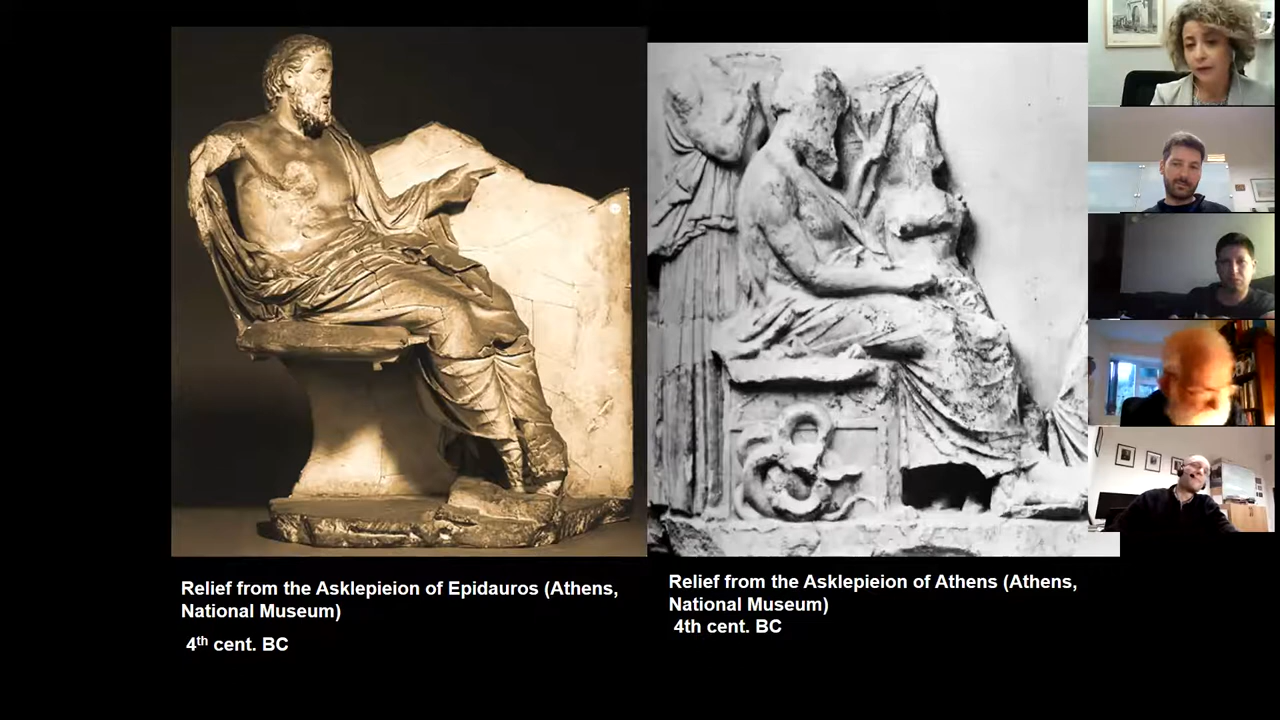 Relief from the Asklepieion of Epidauros (Athens,
National Museum)
4th cent. BC
Relief from the Asklepieion of Athens (Athens,
National Museum)
4th cent. BC